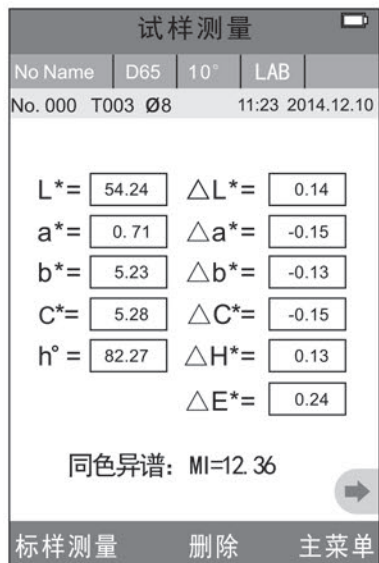 试样测量
No Name D65 10° LAB
No. 000 T003 Ø8 11:23 2014.12.10
L*= 54.24 △L*= 0.14
a*= 0.71 △a*= -0.15
b*= 5.23 △b*= -0.13
C*= 5.28 △C*= -0.15
h° = 82.27 △H*= 0.13
△E*= 0.24
同色异谱：MI=12.36
标样测量 删除 主菜单